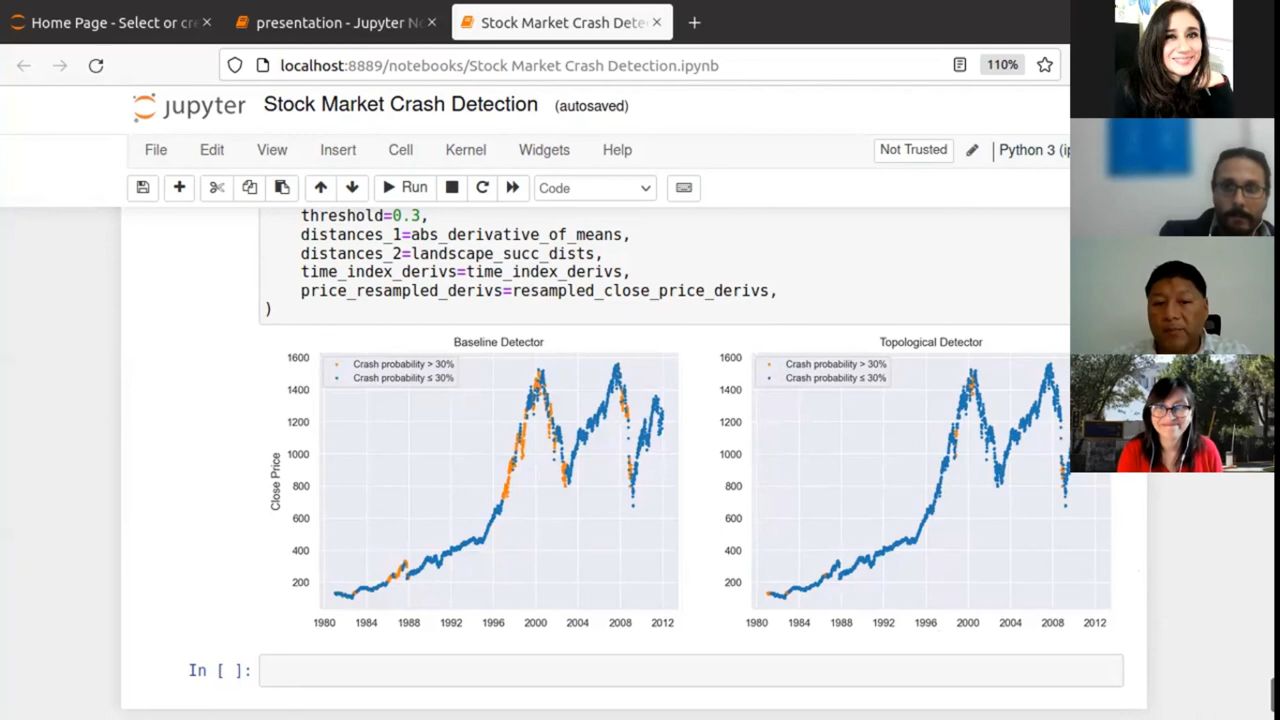 Home Page - Select or cre
presentation - Jupyter N
Stock Market Crash Dete
localhost:8889/notebooks/Stock Market Crash Detection.ipynb
110%
jupyter
Stock Market Crash Detection (autosaved)
File Edit View Insert Cell Kernel Widgets Help
Not Trusted
Python 3 (ip
Run
Code
threshold=0.3,
distances_1=abs_derivative_of_means,
distances_2=landscape_succ_dists,
time_index_derivs=time_index_derivs,
price_resampled_derivs=resampled_close_price_derivs,
)
Baseline Detector
Crash probability > 30%
Crash probability ≤ 30%
Close Price
1600
1400
1200
1000
800
600
400
200
1980 1984 1988 1992 1996 2000 2004 2008 2012
Topological Detector
Crash probability > 30%
Crash probability ≤ 30%
1600
1400
1200
1000
800
600
400
200
1980 1984 1988 1992 1996 2000 2004 2008 2012
In [ ]: